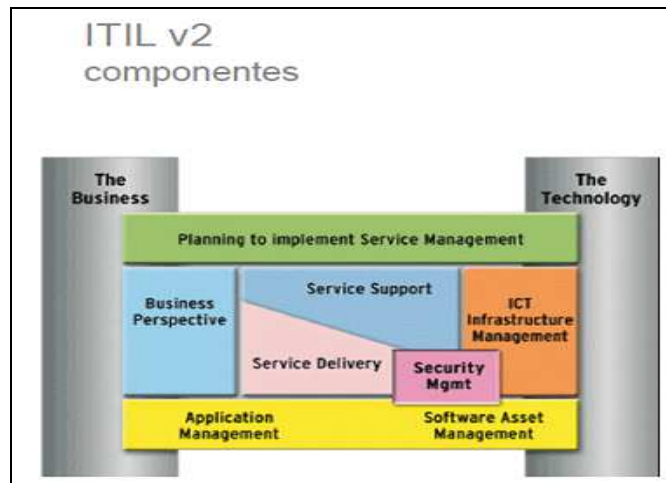 ITIL v2
componentes
The
Business
The
Technology
Planning to implement Service Management
Business
Perspective
Service Support
ICT
Infrastructure
Management
Service Delivery
Security
Mgmt
Application
Management
Software Asset
Management